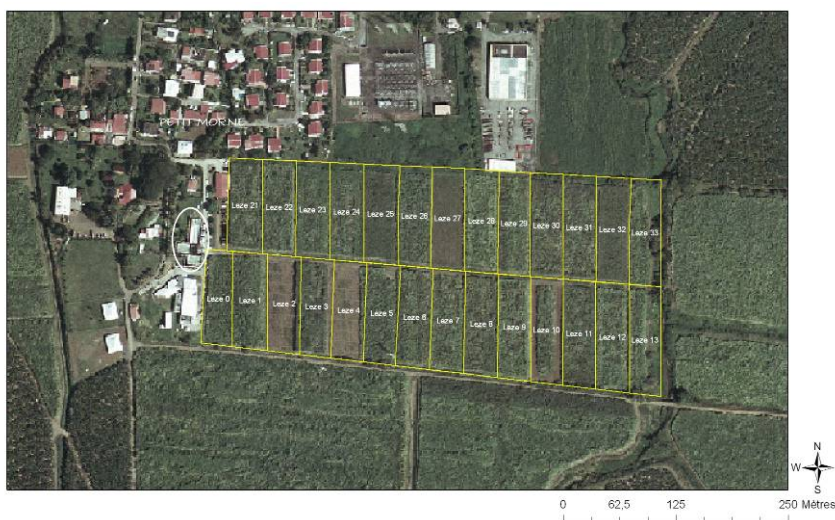 PETIT MORNE
Leze 21
Leze 22
Leze 23
Leze 24
Leze 25
Leze 26
Leze 27
Leze 28
Leze 29
Leze 30
Leze 31
Leze 32
Leze 33
Leze 0
Leze 1
Leze 2
Leze 3
Leze 4
Leze 5
Leze 6
Leze 7
Leze 8
Leze 9
Leze 10
Leze 11
Leze 12
Leze 13
N
W
S
0 62,5 125 250 Mètres